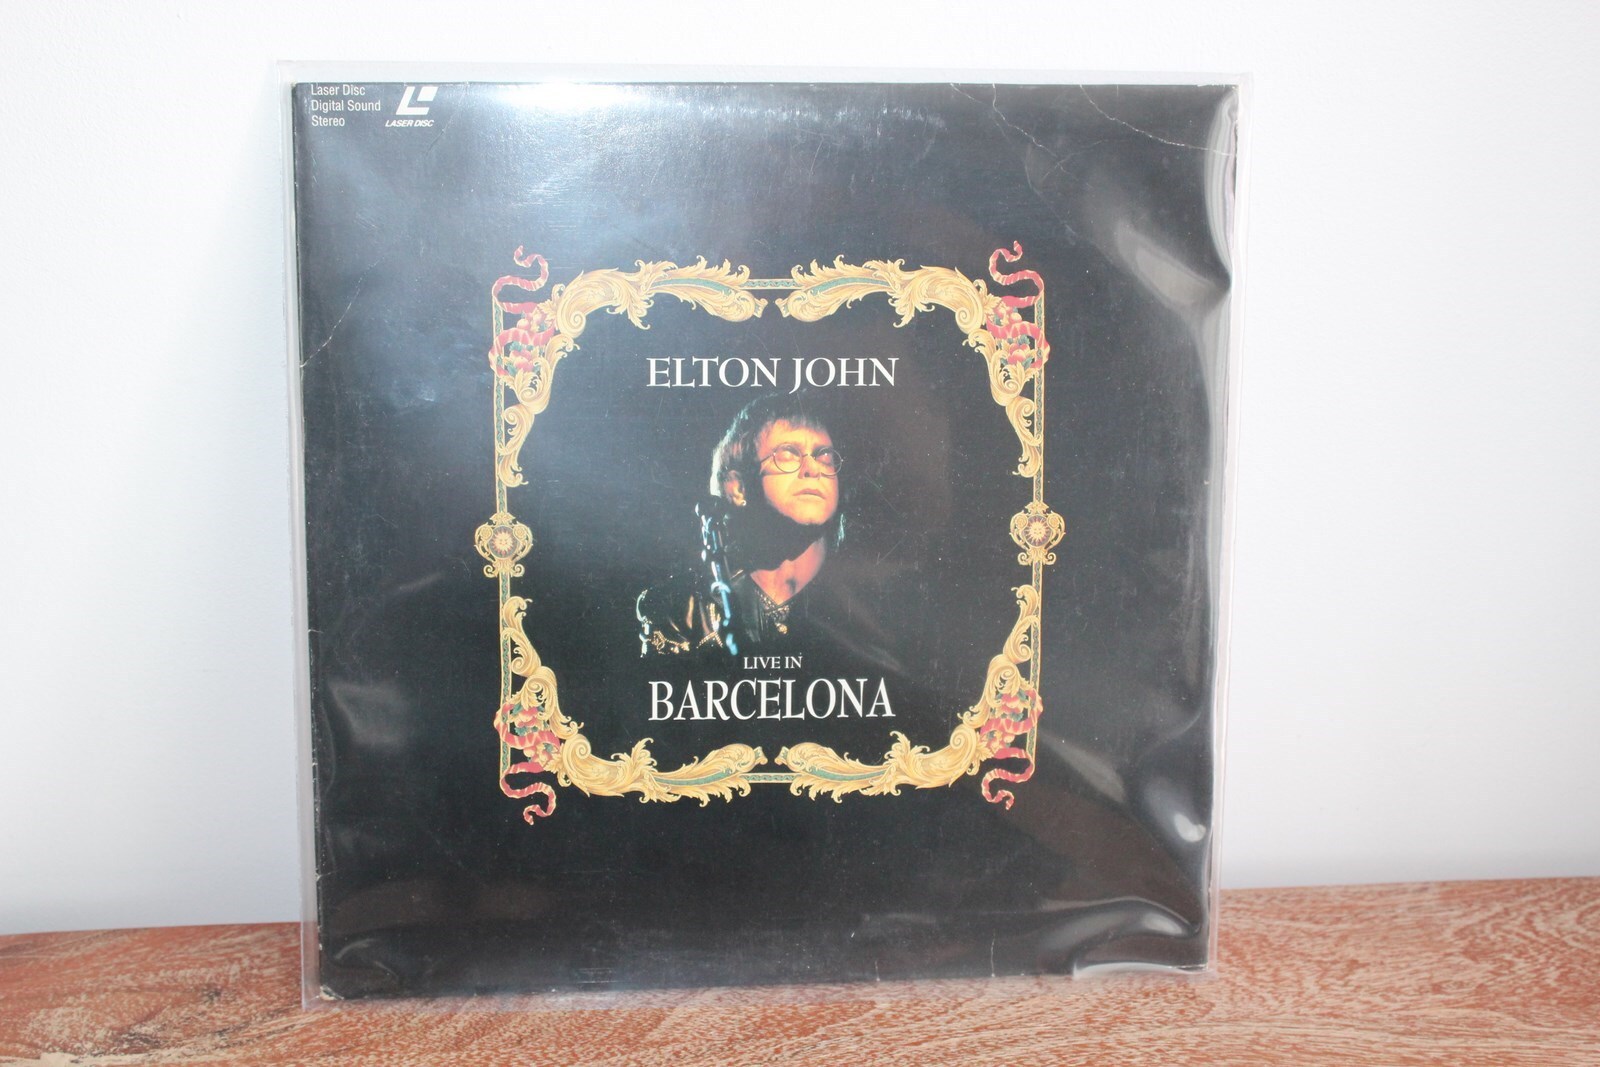 Laser Disc
Digital Sound
Stereo
LASER DISC
ELTON JOHN
LIVE IN
BARCELONA